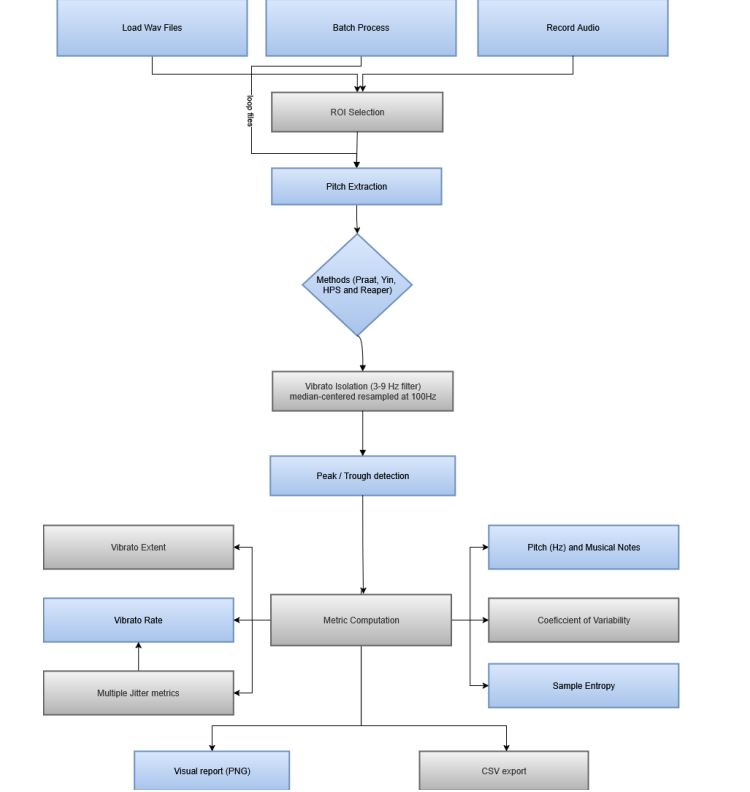 Load Wav Files
Batch Process
Record Audio
loop files
ROI Selection
Pitch Extraction
Methods (Praat, Yin,
HPS and Reaper)
Vibrato Isolation (3-9 Hz filter)
median-centered resampled at 100Hz
Peak / Trough detection
Vibrato Extent
Pitch (Hz) and Musical Notes
Vibrato Rate
Metric Computation
Coeficcient of Variability
Multiple Jitter metrics
Sample Entropy
Visual report (PNG)
CSV export